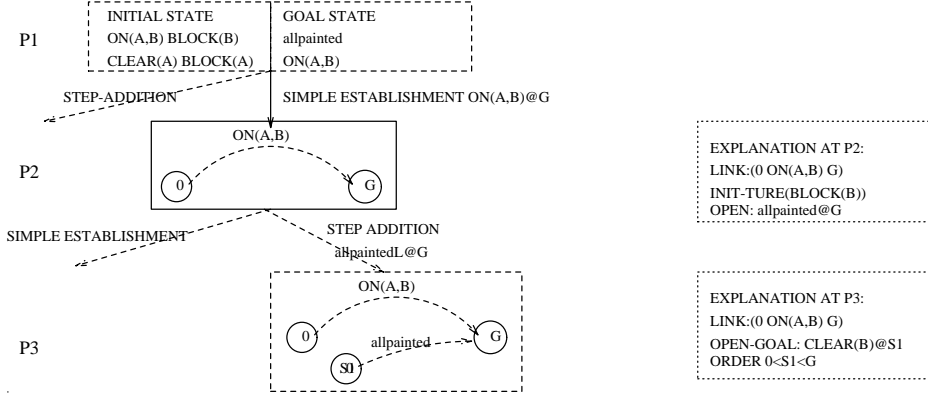 INITIAL STATE
GOAL STATE
P1
ON(A,B) BLOCK(B)
allpainted
CLEAR(A) BLOCK(A)
ON(A,B)
STEP-ADDITION
SIMPLE ESTABLISHMENT ON(A,B)@G
P2
ON(A,B)
0
G
EXPLANATION AT P2:
LINK:(0 ON(A,B) G)
INIT-TURE(BLOCK(B))
OPEN: allpainted@G
SIMPLE ESTABLISHMENT
STEP ADDITION
allpaintedL@G
P3
ON(A,B)
0
G
allpainted
EXPLANATION AT P3:
LINK:(0 ON(A,B) G)
OPEN-GOAL: CLEAR(B)@S1
ORDER 0<S1<G